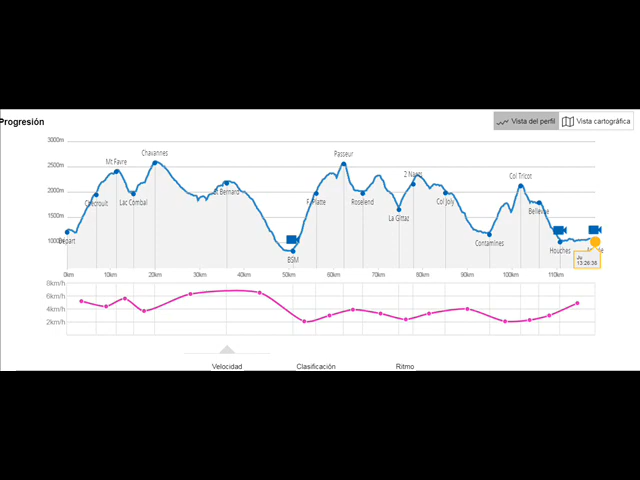 Progresión
Vista del perfil
Vista cartográfica
3000m
2500m
2000m
1500m
1000m
Départ
Checrouit
Mt Favre
Lac Combal
Chavannes
St Bernard
BSM
P. Platte
Passeur
Roselend
La Gittaz
2 Nants
Col Joly
Contamines
Col Tricot
Bellevue
Houches
0km
10km
20km
30km
40km
50km
60km
70km
80km
90km
100km
110km
Ju
13:26:36
8km/h
6km/h
4km/h
2km/h
Velocidad
Clasificación
Ritmo